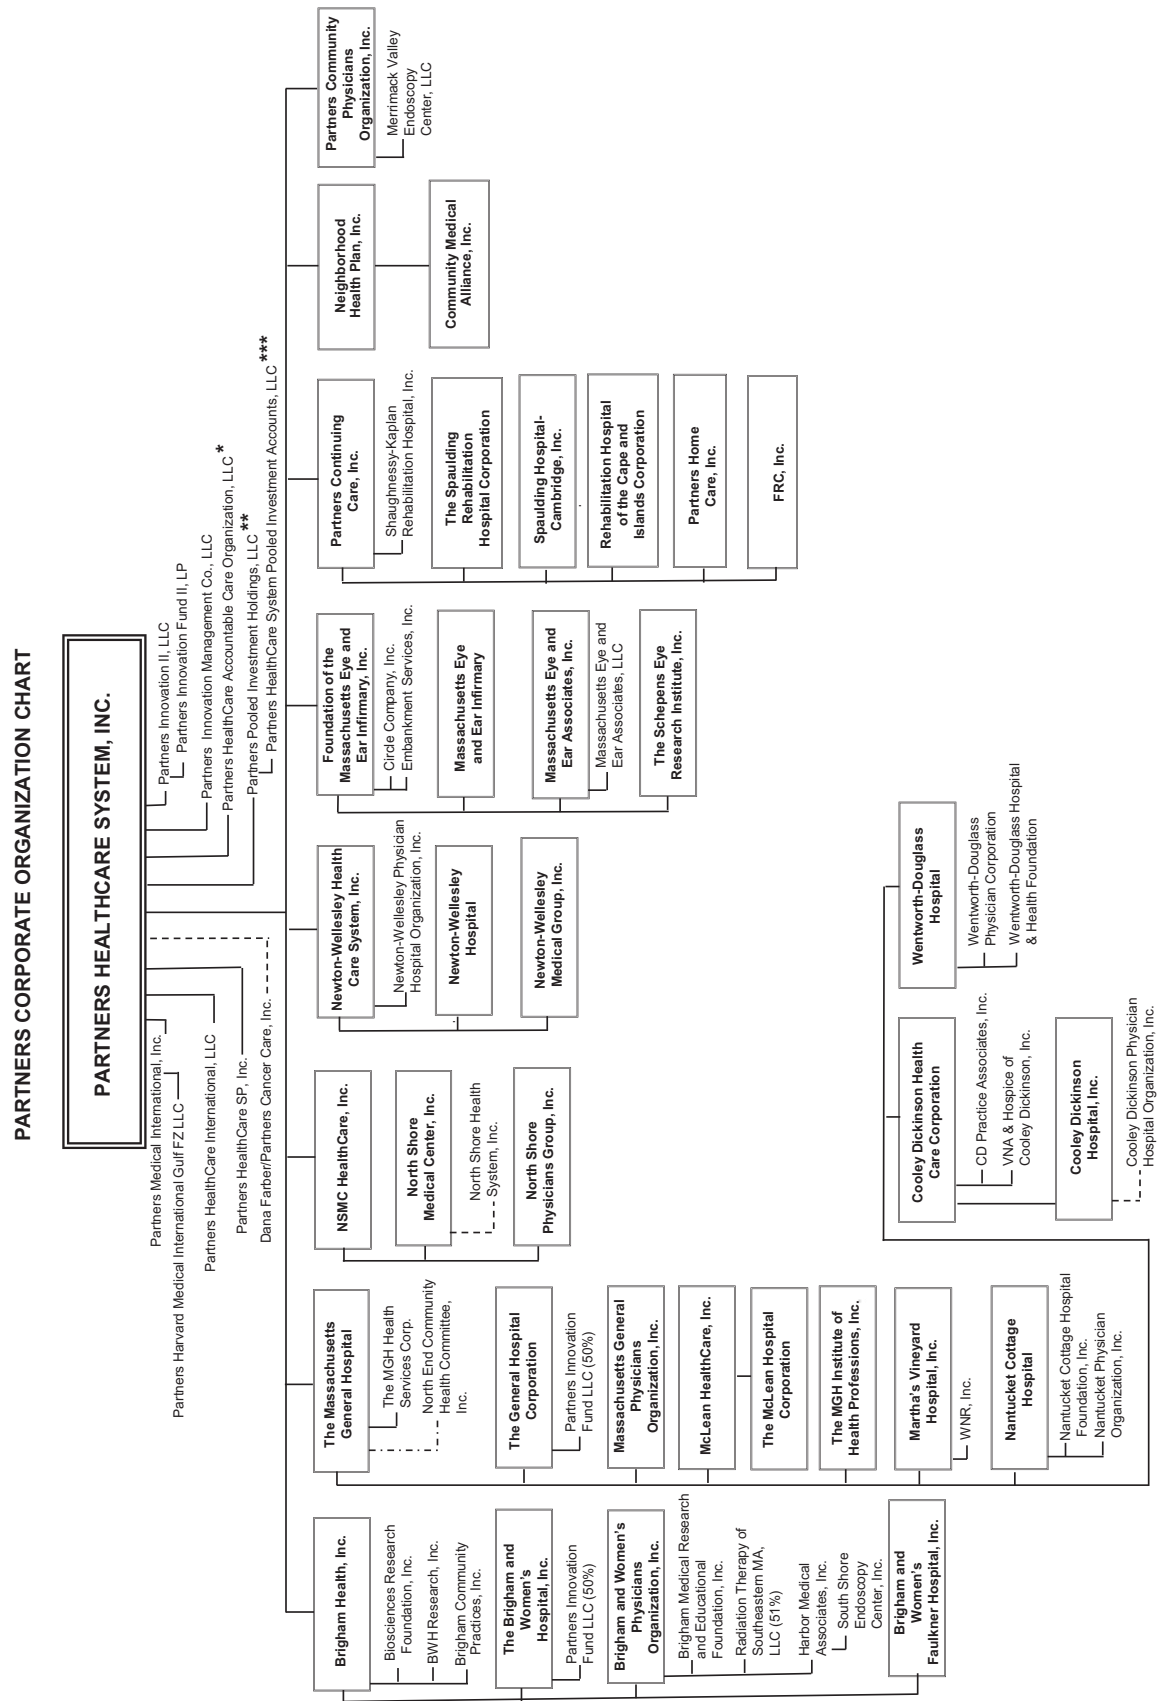 PARTNERS CORPORATE ORGANIZATION CHART
PARTNERS HEALTHCARE SYSTEM, INC.
Partners Medical International, Inc.
Partners Harvard Medical International Gulf FZ LLC
Partners HealthCare International, LLC
Partners HealthCare SP, Inc.
Dana Farber/Partners Cancer Care, Inc.
Partners Innovation II, LLC
Partners Innovation Fund II, LP
Partners Innovation Management Co., LLC
Partners HealthCare Accountable Care Organization, LLC *
Partners Pooled Investment Holdings, LLC **
Partners HealthCare System Pooled Investment Accounts, LLC ***
Brigham Health, Inc.
Biosciences Research
Foundation, Inc.
BWH Research, Inc.
Brigham Community
Practices, Inc.
The Brigham and
Women's
Hospital, Inc.
Partners Innovation
Fund LLC (50%)
Brigham and Women's
Physicians
Organization, Inc.
Brigham Medical Research
and Educational
Foundation, Inc.
Radiation Therapy of
Southeastern MA,
LLC (51%)
Harbor Medical
Associates, Inc.
South Shore
Endoscopy
Center, Inc.
Brigham and
Women's
Faulkner Hospital, Inc.
The Massachusetts
General Hospital
The MGH Health
Services Corp.
North End Community
Health Committee,
Inc.
The General Hospital
Corporation
Partners Innovation
Fund LLC (50%)
Massachusetts General
Physicians
Organization, Inc.
McLean HealthCare, Inc.
The McLean Hospital
Corporation
The MGH Institute of
Health Professions, Inc.
Martha's Vineyard
Hospital, Inc.
WNR, Inc.
Nantucket Cottage
Hospital
Nantucket Cottage Hospital
Foundation, Inc.
Nantucket Physician
Organization, Inc.
NSMC HealthCare, Inc.
North Shore
Medical Center, Inc.
North Shore Health
System, Inc.
North Shore
Physicians Group, Inc.
Newton-Wellesley Health
Care System, Inc.
Newton-Wellesley Physician
Hospital Organization, Inc.
Newton-Wellesley
Hospital
Newton-Wellesley
Medical Group, Inc.
Foundation of the
Massachusetts Eye and
Ear Infirmary, Inc.
Circle Company, Inc.
Embankment Services, Inc.
Massachusetts Eye
and Ear Infirmary
Massachusetts Eye and
Ear Associates, Inc.
Massachusetts Eye and
Ear Associates, LLC
The Schepens Eye
Research Institute, Inc.
Partners Continuing
Care, Inc.
Shaughnessy-Kaplan
Rehabilitation Hospital, Inc.
The Spaulding
Rehabilitation
Hospital Corporation
Spaulding Hospital-
Cambridge, Inc.
Rehabilitation Hospital
of the Cape and
Islands Corporation
Partners Home
Care, Inc.
FRC, Inc.
Neighborhood
Health Plan, Inc.
Community Medical
Alliance, Inc.
Partners Community
Physicians
Organization, Inc.
Merrimack Valley
Endoscopy
Center, LLC
Cooley Dickinson Health
Care Corporation
CD Practice Associates, Inc.
VNA & Hospice of
Cooley Dickinson, Inc.
Cooley Dickinson
Hospital, Inc.
Cooley Dickinson Physician
Hospital Organization, Inc.
Wentworth-Douglass
Hospital
Wentworth-Douglass
Physician Corporation
Wentworth-Douglass Hospital
& Health Foundation